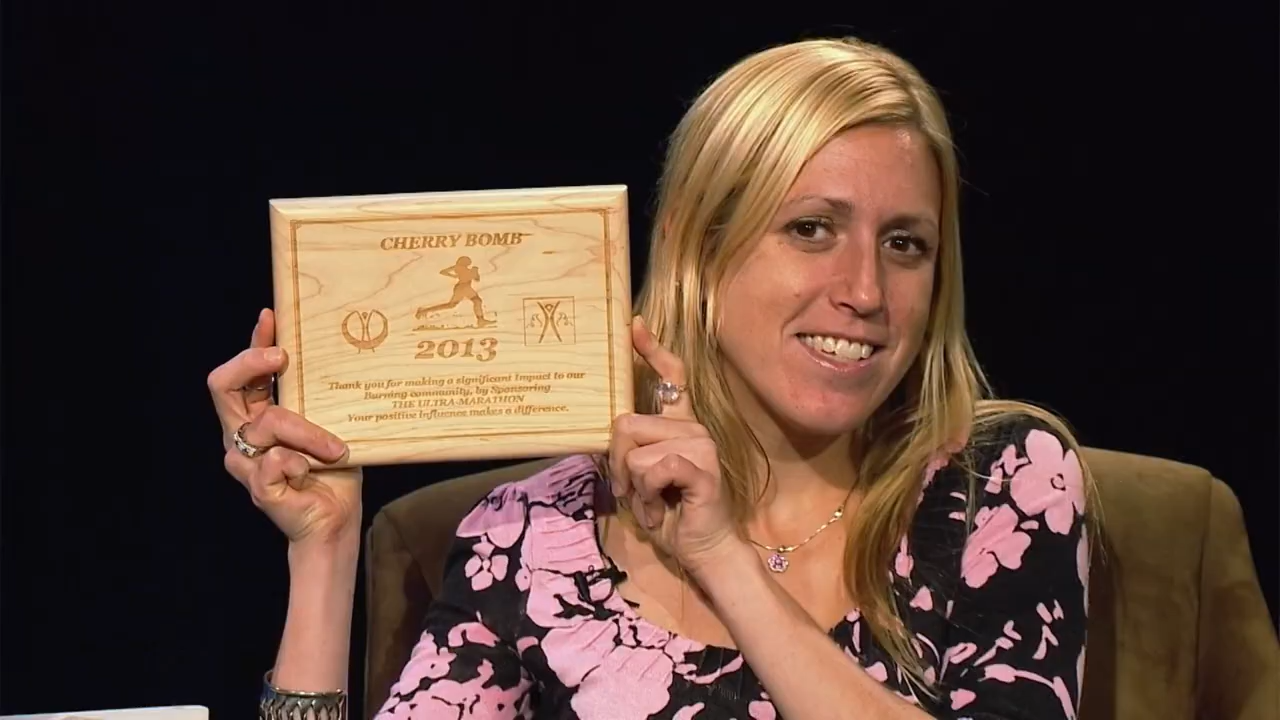 CHERRY BOMB
2013
Thank you for making a significant Impact to our
Burning community, by Sponsoring
THE ULTRA-MARATHON
Your positive influence makes a difference.